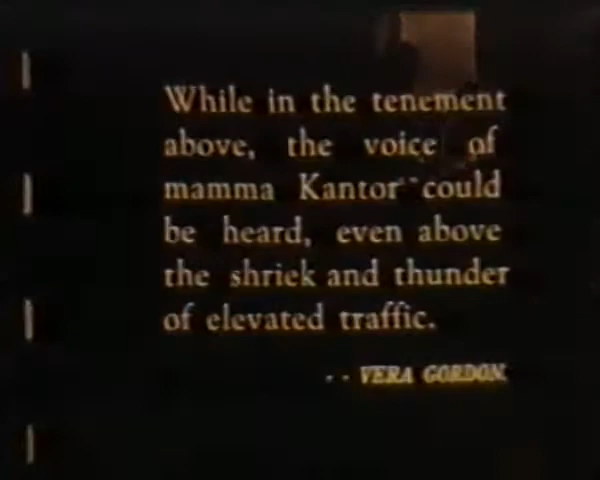 While in the tenement
above, the voice of
mamma Kantor could
be heard, even above
the shriek and thunder
of elevated traffic.
-- VERA GORDON.